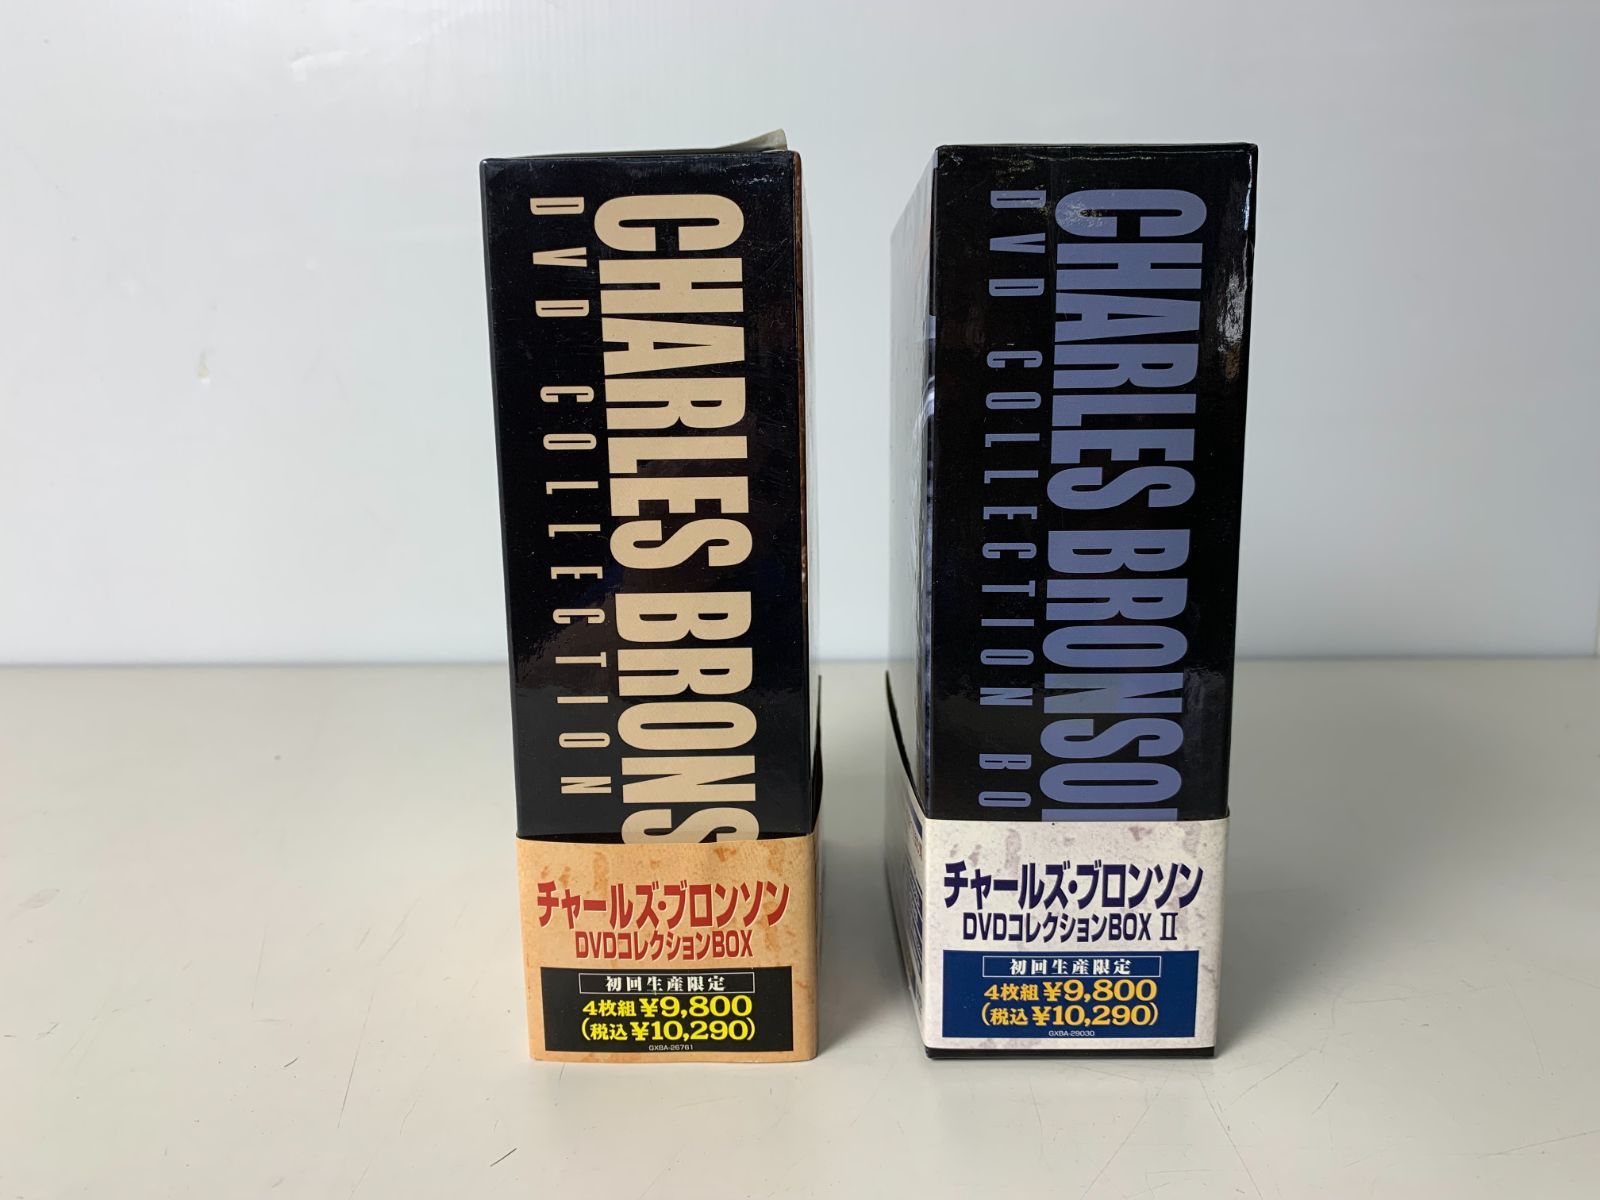 CHARLES BRONS
DVD COLLECTION
チャールズ・ブロンソン
DVDコレクションBOX
初回生産限定
4枚組¥9,800
(税込¥10,290)
GXBA-26761
CHARLES BRONSO
DVD COLLECTION BO
チャールズ・ブロンソン
DVDコレクションBOX II
初回生産限定
4枚組¥9,800
(税込¥10,290)
GXBA-29030